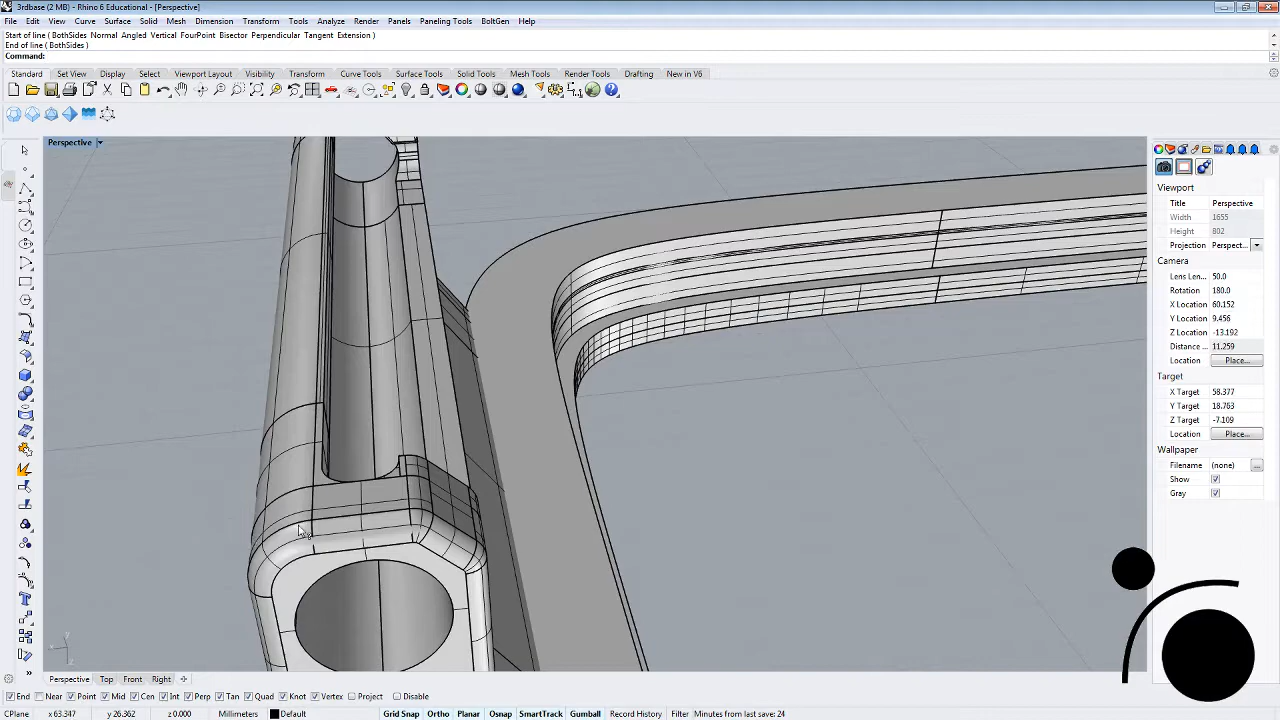 3rdbase (2 MB) - Rhino 6 Educational - [Perspective]
File Edit View Curve Surface Solid Mesh Dimension Transform Tools Analyze Render Panels Paneling Tools BoltGen Help
Start of line ( BothSides Normal Angled Vertical FourPoint Bisector Perpendicular Tangent Extension )
End of line ( BothSides )
Command:
Standard Set View Display Select Viewport Layout Visibility Transform Curve Tools Surface Tools Solid Tools Mesh Tools Render Tools Drafting New in V6
Perspective
Viewport
Title Perspective
Width 1655
Height 802
Projection Perspect...
Camera
Lens Len... 50.0
Rotation 180.0
X Location 60.152
Y Location 9.456
Z Location -13.192
Distance ... 11.259
Location Place...
Target
X Target 58.377
Y Target 18.763
Z Target -7.109
Location Place...
Wallpaper
Filename (none) ...
Show
Gray
Perspective Top Front Right
End Near Point Mid Cen Int Perp Tan Quad Knot Vertex Project Disable
CPlane x 63.347 y 26.362 z 0.000 Millimeters Default Grid Snap Ortho Planar Osnap SmartTrack Gumball Record History Filter Minutes from last save: 24